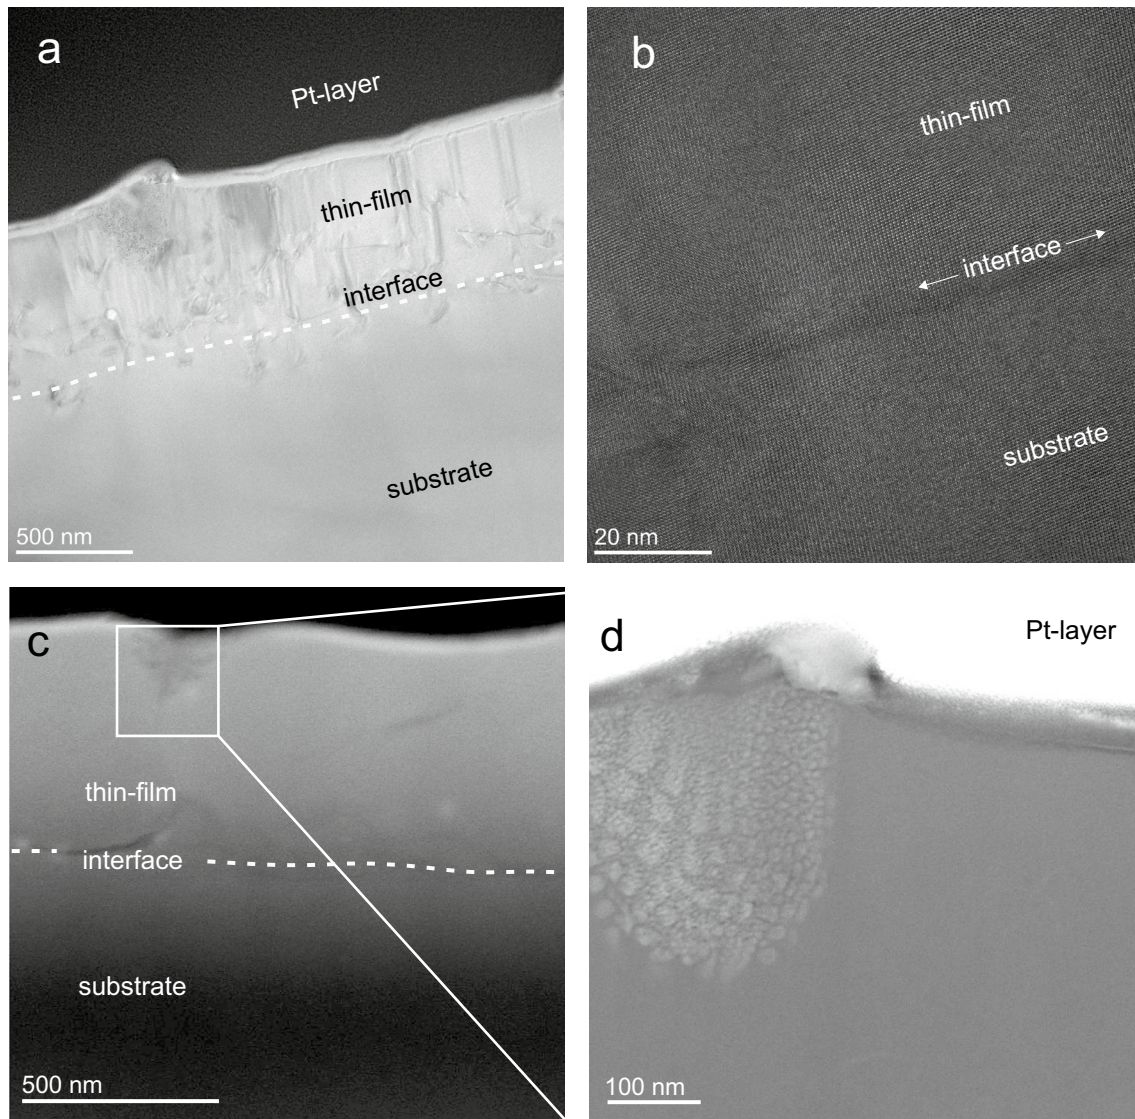 a
Pt-layer
thin-film
interface
substrate
500 nm
b
thin-film
interface
substrate
20 nm
c
thin-film
interface
substrate
500 nm
d
Pt-layer
100 nm